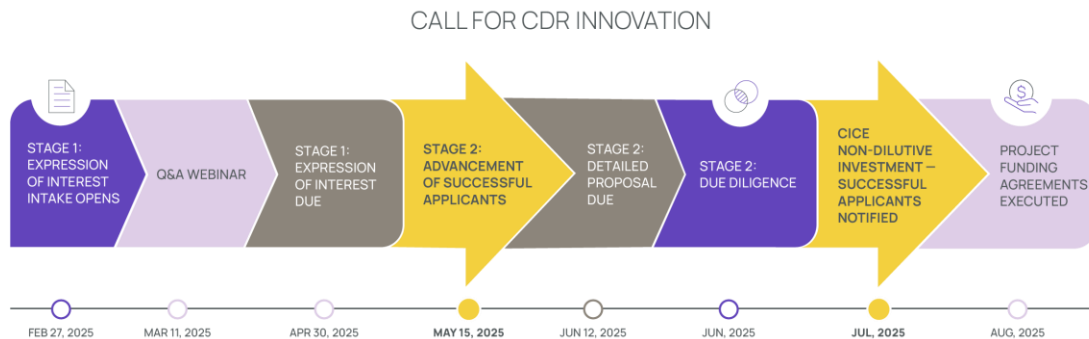 CALL FOR CDR INNOVATION
STAGE 1:
EXPRESSION
OF INTEREST
INTAKE OPENS
Q&A WEBINAR
STAGE 1:
EXPRESSION
OF INTEREST
DUE
STAGE 2:
ADVANCEMENT
OF SUCCESSFUL
APPLICANTS
STAGE 2:
DETAILED
PROPOSAL
DUE
STAGE 2:
DUE DILIGENCE
CICE
NON-DILUTIVE
INVESTMENT —
SUCCESSFUL
APPLICANTS
NOTIFIED
$
PROJECT
FUNDING
AGREEMENTS
EXECUTED
FEB 27, 2025
MAR 11, 2025
APR 30, 2025
MAY 15, 2025
JUN 12, 2025
JUN, 2025
JUL, 2025
AUG, 2025